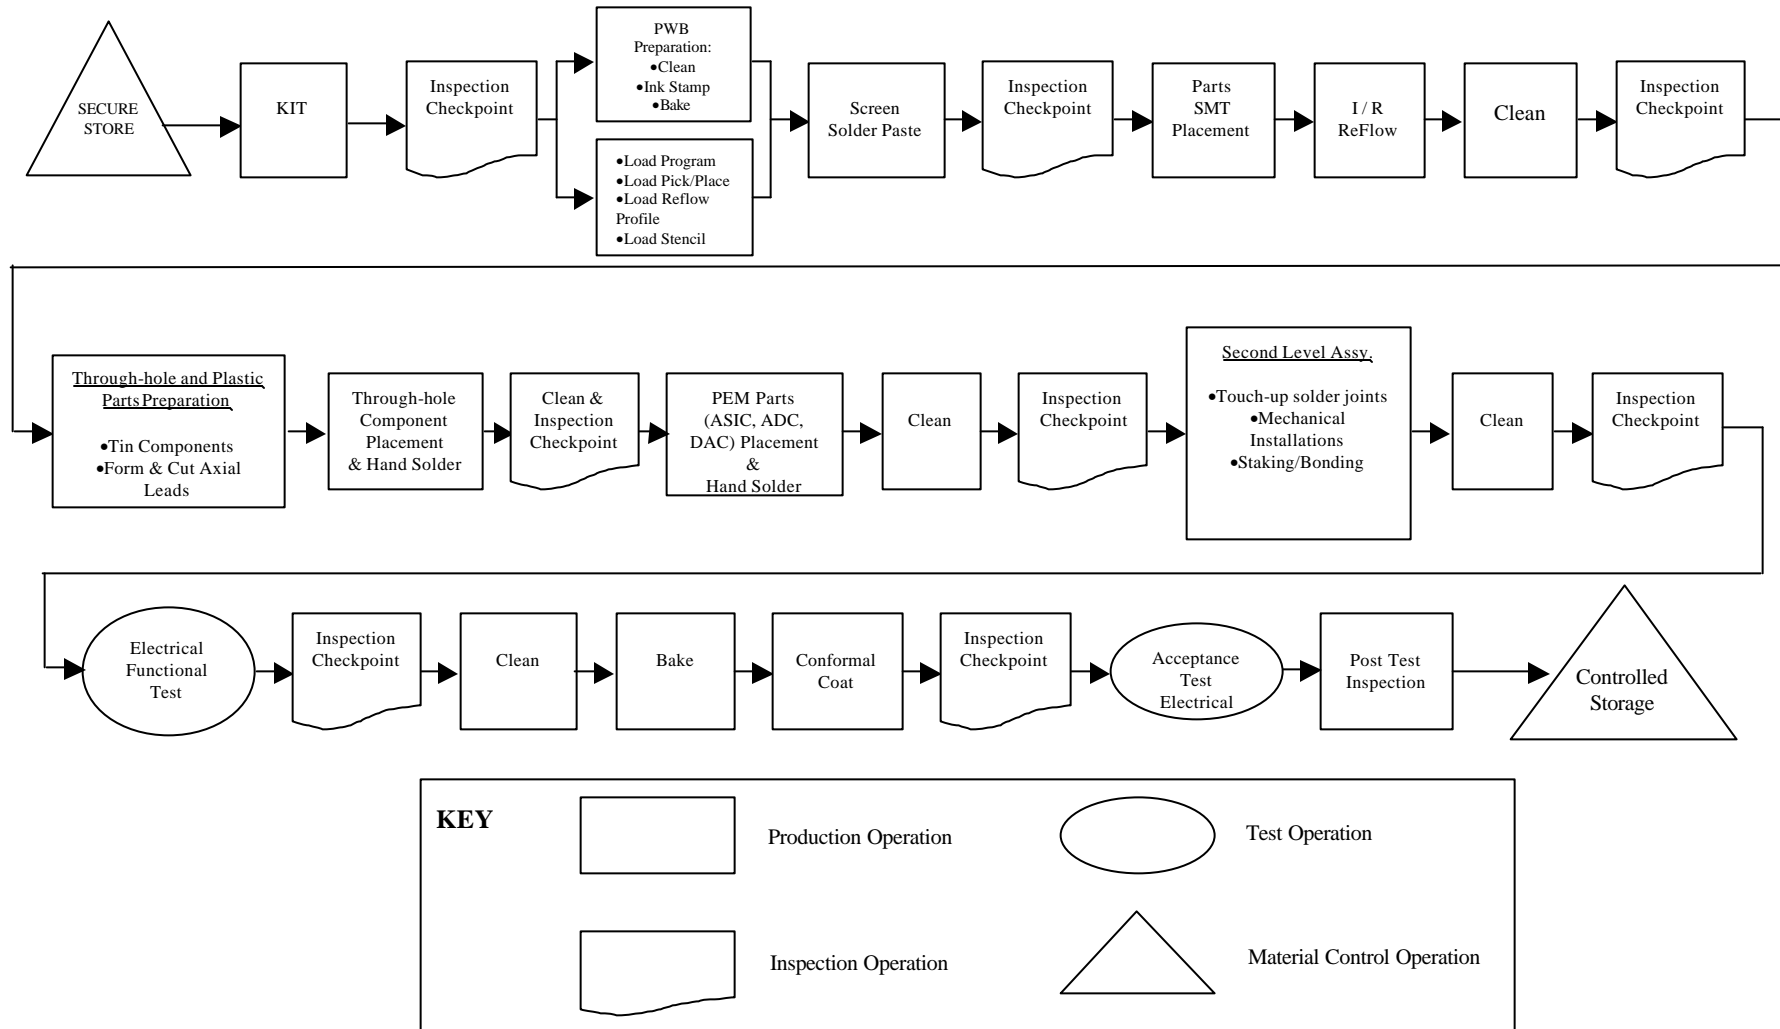 SECURE
STORE
KIT
Inspection
Checkpoint
PWB
Preparation:
•Clean
•Ink Stamp
•Bake
•Load Program
•Load Pick/Place
•Load Reflow
Profile
•Load Stencil
Screen
Solder Paste
Inspection
Checkpoint
Parts
SMT
Placement
I / R
ReFlow
Clean
Inspection
Checkpoint
Through-hole and Plastic
Parts Preparation
•Tin Components
•Form & Cut Axial
Leads
Through-hole
Component
Placement
& Hand Solder
Clean &
Inspection
Checkpoint
PEM Parts
(ASIC, ADC,
DAC) Placement
&
Hand Solder
Clean
Inspection
Checkpoint
Second Level Assy.
•Touch-up solder joints
•Mechanical
Installations
•Staking/Bonding
Clean
Inspection
Checkpoint
Electrical
Functional
Test
Inspection
Checkpoint
Clean
Bake
Conformal
Coat
Inspection
Checkpoint
Acceptance
Test
Electrical
Post Test
Inspection
Controlled
Storage
KEY
Production Operation
Test Operation
Inspection Operation
Material Control Operation